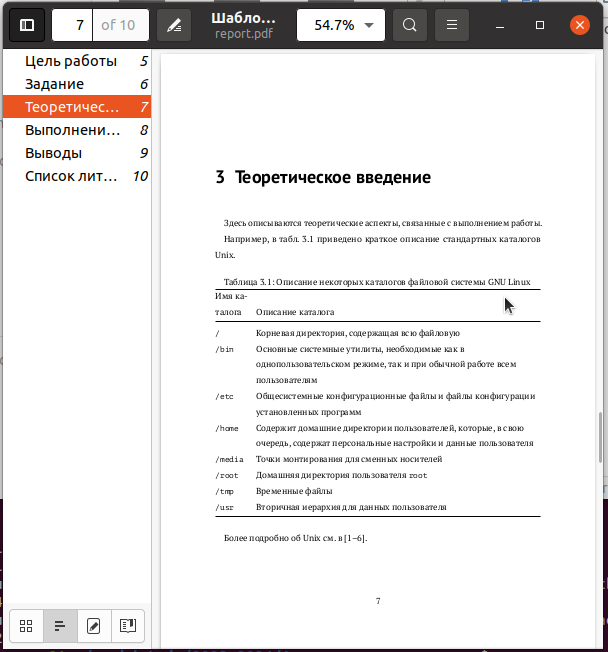 7 of 10
Шабло...
report.pdf
54.7%
Цель работы 5
Задание 6
Теоретичес... 7
Выполнени... 8
Выводы 9
Список лит... 10
3 Теоретическое введение
Здесь описываются теоретические аспекты, связанные с выполнением работы.
Например, в табл. 3.1 приведено краткое описание стандартных каталогов
Unix.
Таблица 3.1: Описание некоторых каталогов файловой системы GNU Linux
Имя ка-
талога Описание каталога
/ Корневая директория, содержащая всю файловую
/bin Основные системные утилиты, необходимые как в
однопользовательском режиме, так и при обычной работе всем
пользователям
/etc Общесистемные конфигурационные файлы и файлы конфигурации
установленных программ
/home Содержит домашние директории пользователей, которые, в свою
очередь, содержат персональные настройки и данные пользователя
/media Точки монтирования для сменных носителей
/root Домашняя директория пользователя root
/tmp Временные файлы
/usr Вторичная иерархия для данных пользователя
Более подробно об Unix см. в [1–6].
7